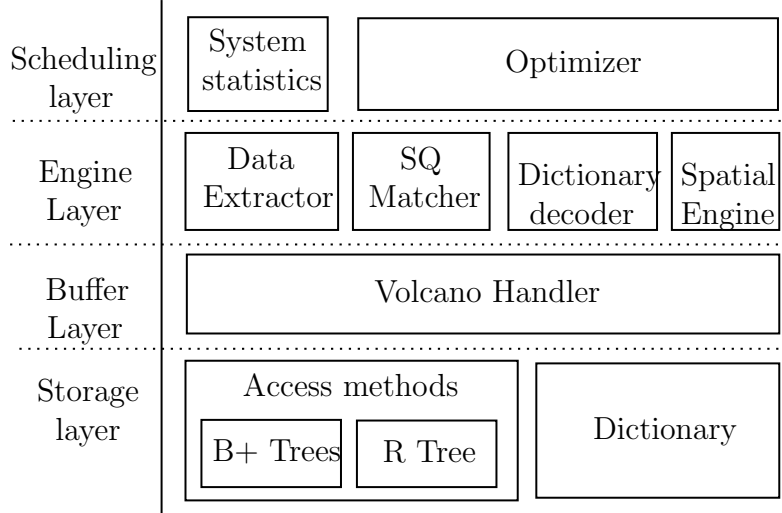 Scheduling
layer
System
statistics
Optimizer
Engine
Layer
Data
Extractor
SQ
Matcher
Dictionary
decoder
Spatial
Engine
Buffer
Layer
Volcano Handler
Storage
layer
Access methods
B+ Trees
R Tree
Dictionary